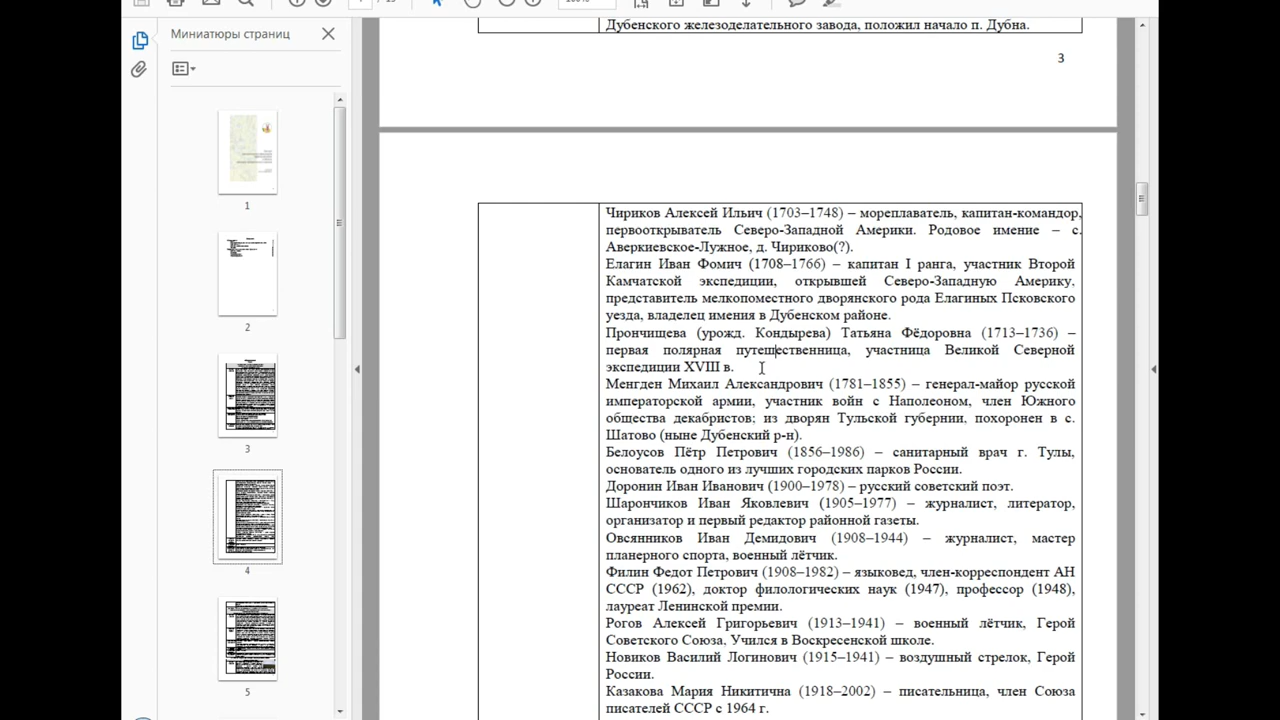 Миниатюры страниц
1
2
3
4
5
Дубенского железоделательного завода, положил начало п. Дубна.
3
Чириков Алексей Ильич (1703–1748) – мореплаватель, капитан-командор,
первооткрыватель Северо-Западной Америки. Родовое имение – с.
Аверкиевское-Лужное, д. Чириково(?).
Елагин Иван Фомич (1708–1766) – капитан I ранга, участник Второй
Камчатской экспедиции, открывшей Северо-Западную Америку,
представитель мелкопоместного дворянского рода Елагиных Псковского
уезда, владелец имения в Дубенском районе.
Прончищева (урожд. Кондырева) Татьяна Фёдоровна (1713–1736) –
первая полярная путешественница, участница Великой Северной
экспедиции XVIII в.
Менгден Михаил Александрович (1781–1855) – генерал-майор русской
императорской армии, участник войн с Наполеоном, член Южного
общества декабристов; из дворян Тульской губернии, похоронен в с.
Шатово (ныне Дубенский р-н).
Белоусов Пётр Петрович (1856–1986) – санитарный врач г. Тулы,
основатель одного из лучших городских парков России.
Доронин Иван Иванович (1900–1978) – русский советский поэт.
Шарончиков Иван Яковлевич (1905–1977) – журналист, литератор,
организатор и первый редактор районной газеты.
Овсянников Иван Демидович (1908–1944) – журналист, мастер
планерного спорта, военный лётчик.
Филин Федот Петрович (1908–1982) – языковед, член-корреспондент АН
СССР (1962), доктор филологических наук (1947), профессор (1948),
лауреат Ленинской премии.
Рогов Алексей Григорьевич (1913–1941) – военный лётчик, Герой
Советского Союза. Учился в Воскресенской школе.
Новиков Василий Логинович (1915–1941) – воздушный стрелок, Герой
России.
Казакова Мария Никитична (1918–2002) – писательница, член Союза
писателей СССР с 1964 г.